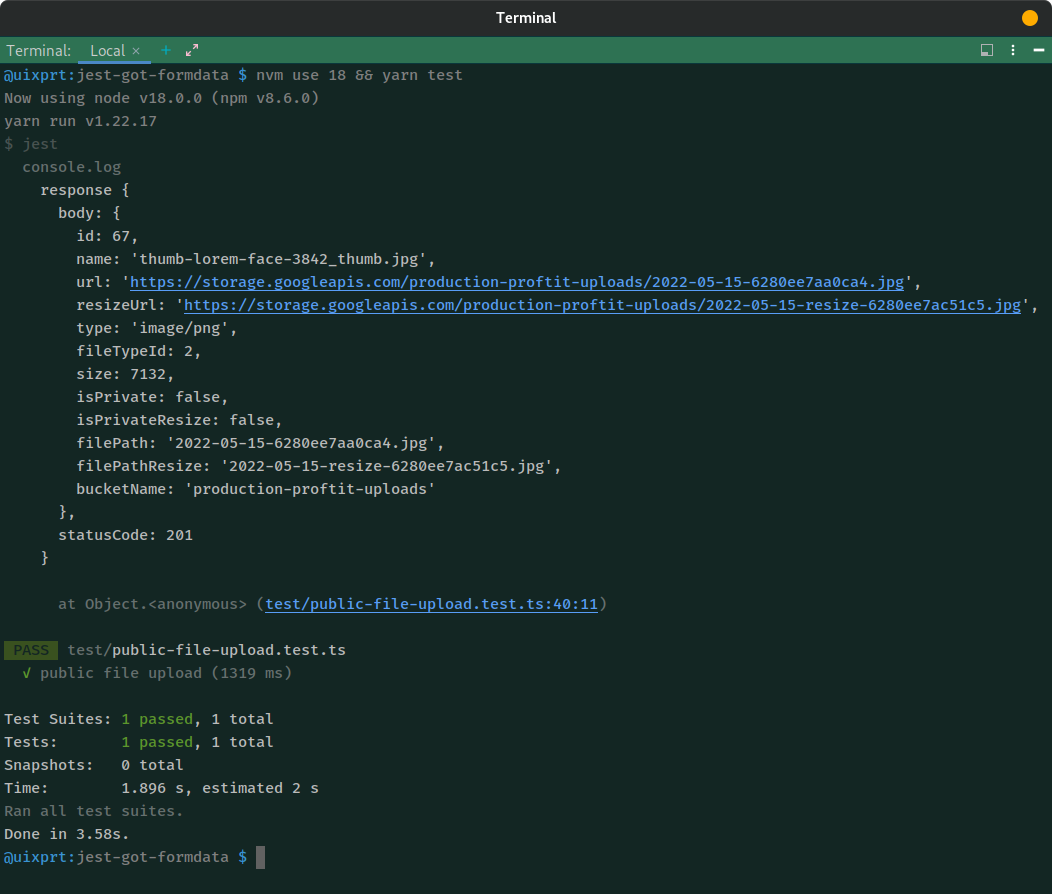 Terminal
Terminal: Local × +
@uixprt:jest-got-formdata $ nvm use 18 && yarn test
Now using node v18.0.0 (npm v8.6.0)
yarn run v1.22.17
$ jest
  console.log
    response {
      body: {
        id: 67,
        name: 'thumb-lorem-face-3842_thumb.jpg',
        url: 'https://storage.googleapis.com/production-proftit-uploads/2022-05-15-6280ee7aa0ca4.jpg',
        resizeUrl: 'https://storage.googleapis.com/production-proftit-uploads/2022-05-15-resize-6280ee7ac51c5.jpg',
        type: 'image/png',
        fileTypeId: 2,
        size: 7132,
        isPrivate: false,
        isPrivateResize: false,
        filePath: '2022-05-15-6280ee7aa0ca4.jpg',
        filePathResize: '2022-05-15-resize-6280ee7ac51c5.jpg',
        bucketName: 'production-proftit-uploads'
      },
      statusCode: 201
    }
      at Object.<anonymous> (test/public-file-upload.test.ts:40:11)
PASS test/public-file-upload.test.ts
  √ public file upload (1319 ms)
Test Suites: 1 passed, 1 total
Tests:       1 passed, 1 total
Snapshots:   0 total
Time:        1.896 s, estimated 2 s
Ran all test suites.
Done in 3.58s.
@uixprt:jest-got-formdata $